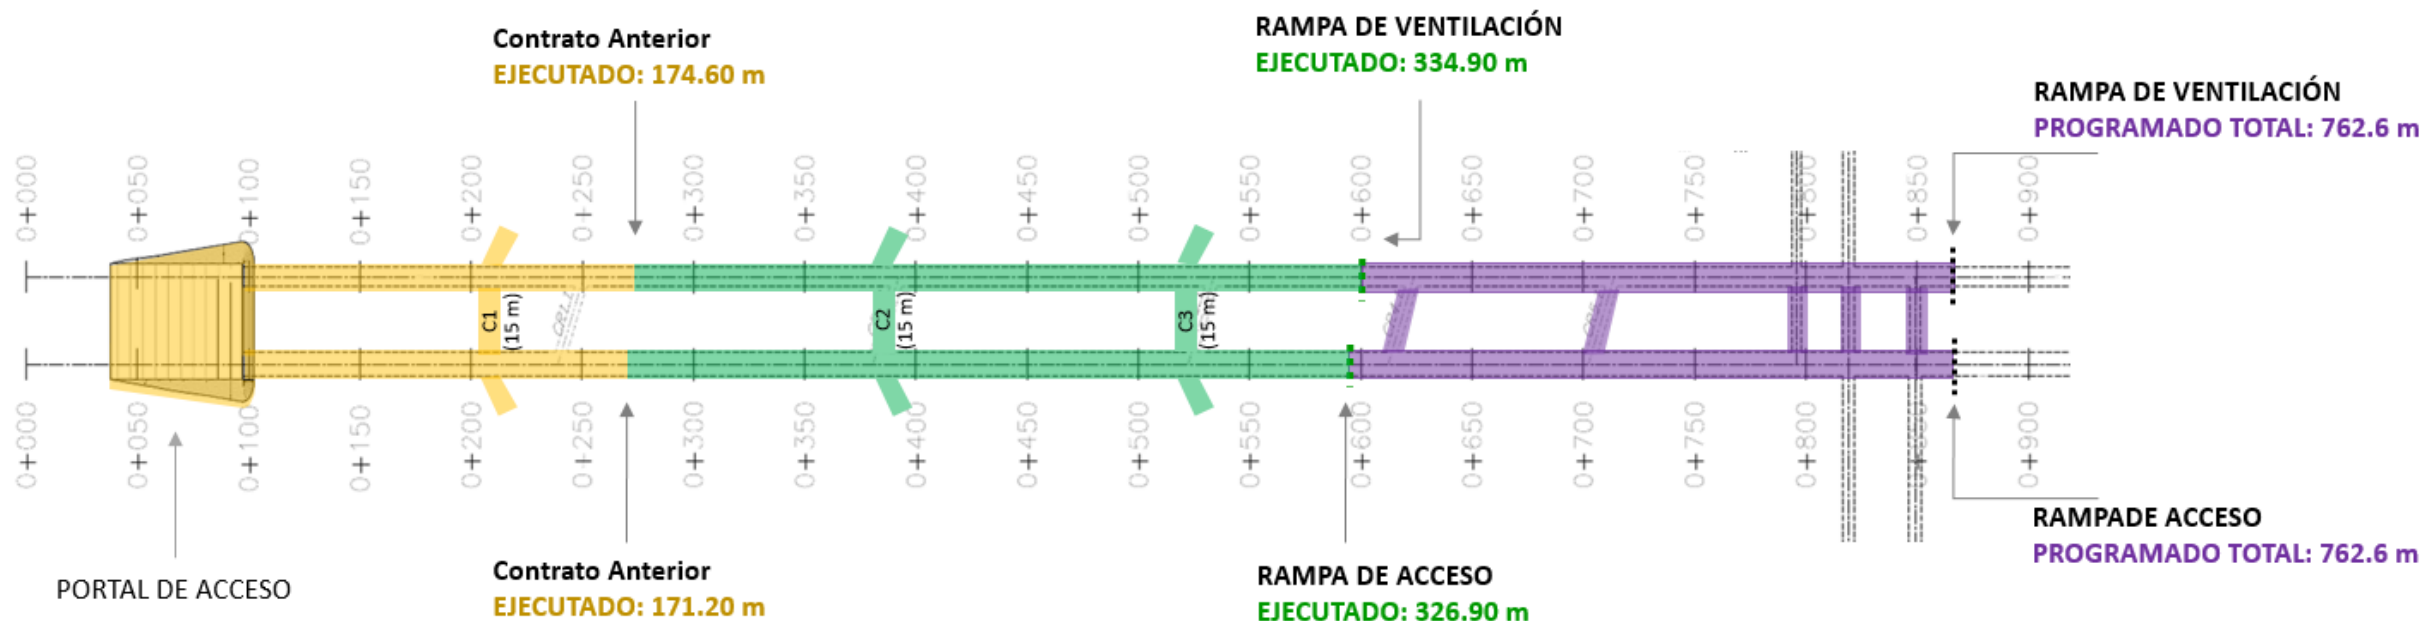 Contrato Anterior
EJECUTADO: 174.60 m
RAMPA DE VENTILACIÓN
EJECUTADO: 334.90 m
RAMPA DE VENTILACIÓN
PROGRAMADO TOTAL: 762.6 m
0+000
0+050
0+100
0+150
0+200
0+250
0+300
0+350
0+400
0+450
0+500
0+550
0+600
0+650
0+700
0+750
0+800
0+850
0+900
C1
(15 m)
C2
(15 m)
C3
(15 m)
0+000
0+050
0+100
0+150
0+200
0+250
0+300
0+350
0+400
0+450
0+500
0+550
0+600
0+650
0+700
0+750
0+800
0+850
0+900
PORTAL DE ACCESO
Contrato Anterior
EJECUTADO: 171.20 m
RAMPA DE ACCESO
EJECUTADO: 326.90 m
RAMPADE ACCESO
PROGRAMADO TOTAL: 762.6 m